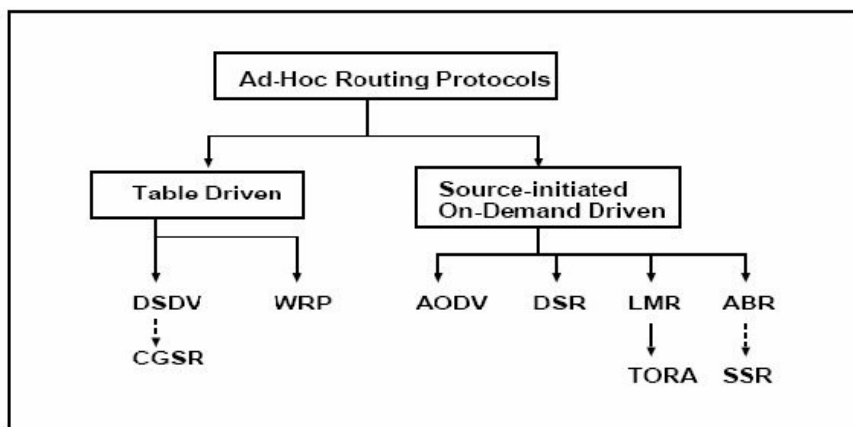 Ad-Hoc Routing Protocols
Table Driven
Source-initiated
On-Demand Driven
DSDV
WRP
AODV
DSR
LMR
ABR
CGSR
TORA
SSR